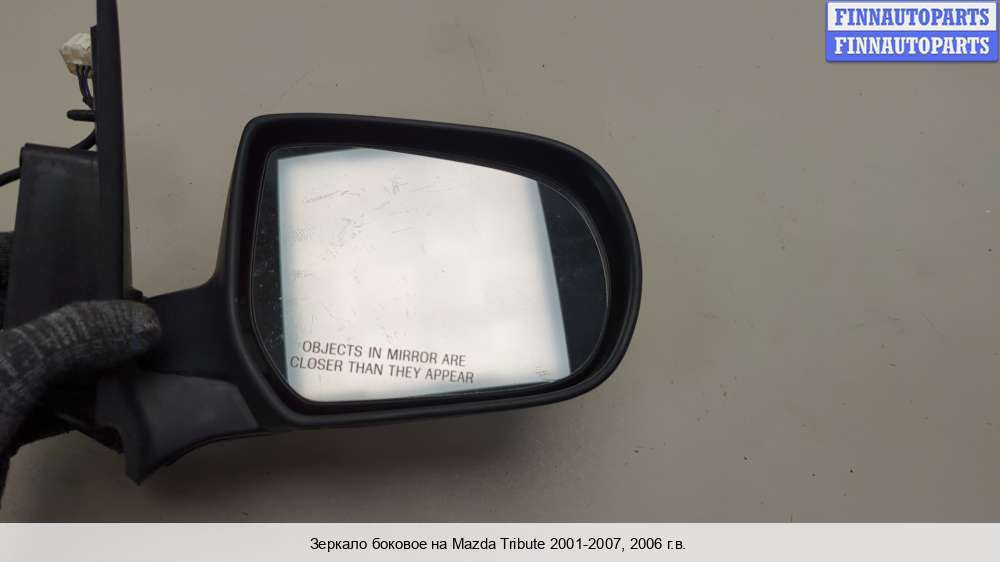 FINNAUTOPARTS
FINNAUTOPARTS
OBJECTS IN MIRROR ARE
CLOSER THAN THEY APPEAR
Зеркало боковое на Mazda Tribute 2001-2007, 2006 г.в.